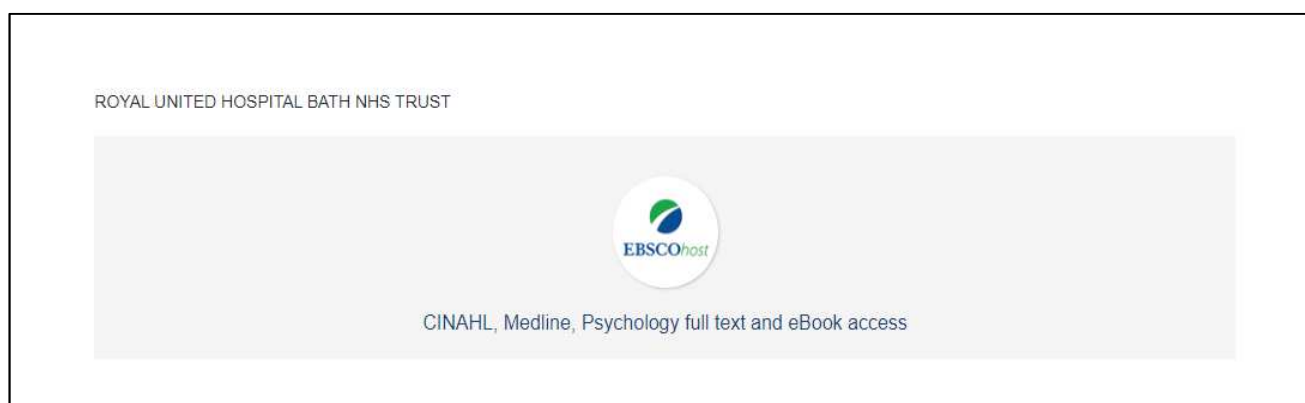 ROYAL UNITED HOSPITAL BATH NHS TRUST
EBSCOhost
CINAHL, Medline, Psychology full text and eBook access